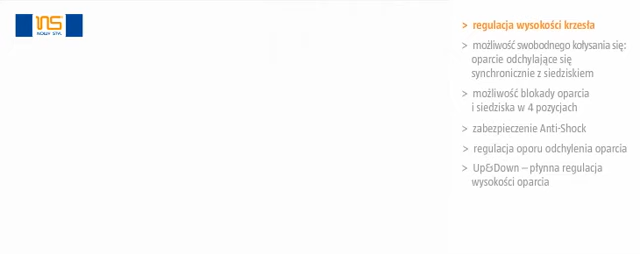 ns
NOWY STYL
> regulacja wysokości krzesła
> możliwość swobodnego kołysania się:
oparcie odchylające się
synchronicznie z siedziskiem
> możliwość blokady oparcia
i siedziska w 4 pozycjach
> zabezpieczenie Anti-Shock
> regulacja oporu odchylenia oparcia
> Up&Down – płynna regulacja
wysokości oparcia